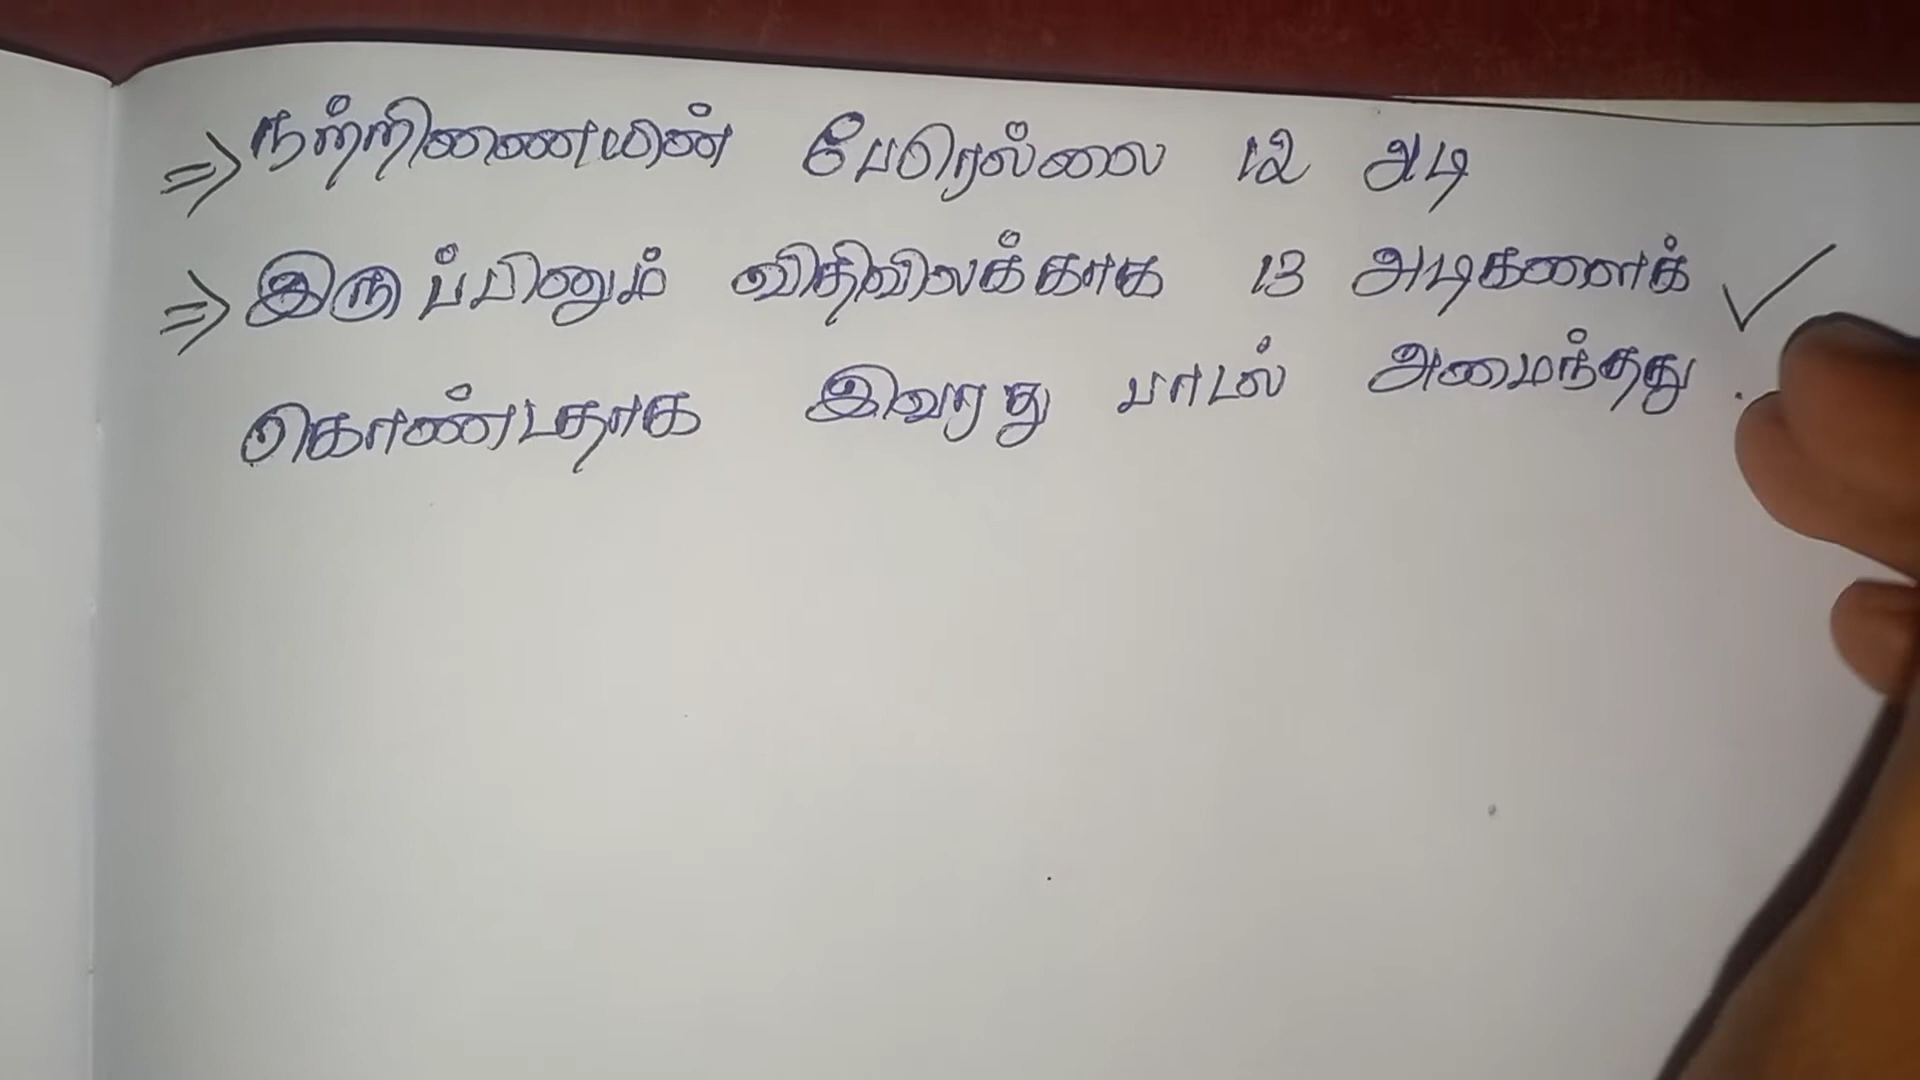 ⇒ நற்றிணையின் பேரெல்லை 12 அடி
⇒ இருப்பினும் விதிவிலக்காக 13 அடிகளைக்
கொண்டதாக இவரது பாடல் அமைந்தது.